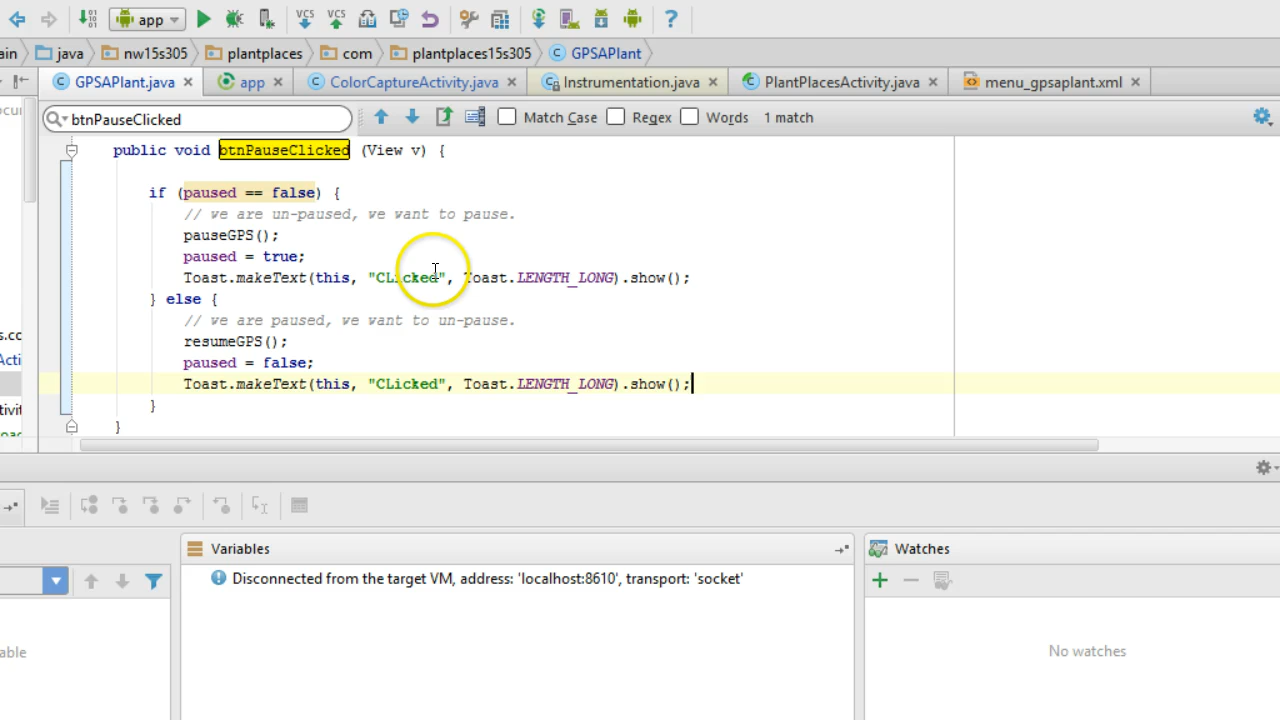 app
VCS VCS ?
ain java nw15s305 plantplaces com plantplaces15s305 GPSAPlant
GPSAPlant.java app ColorCaptureActivity.java Instrumentation.java PlantPlacesActivity.java menu_gpsaplant.xml
btnPauseClicked Match Case Regex Words 1 match
public void btnPauseClicked (View v) {
if (paused == false) {
// we are un-paused, we want to pause.
pauseGPS();
paused = true;
Toast.makeText(this, "CLicked", Toast.LENGTH_LONG).show();
} else {
// we are paused, we want to un-pause.
resumeGPS();
paused = false;
Toast.makeText(this, "CLicked", Toast.LENGTH_LONG).show();
}
}
Variables Watches
Disconnected from the target VM, address: 'localhost:8610', transport: 'socket'
able No watches